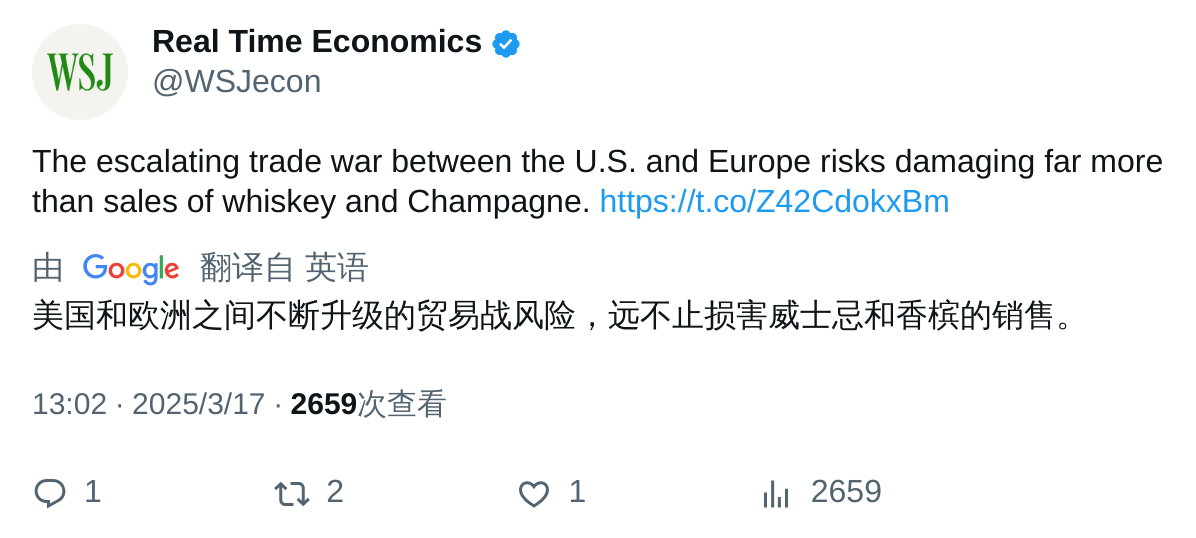 WSJ
Real Time Economics
@WSJecon
The escalating trade war between the U.S. and Europe risks damaging far more
than sales of whiskey and Champagne. https://t.co/Z42CdokxBm
由 Google 翻译自 英语
美国和欧洲之间不断升级的贸易战风险，远不止损害威士忌和香槟的销售。
13:02 · 2025/3/17 · 2659次查看
1 2 1 2659